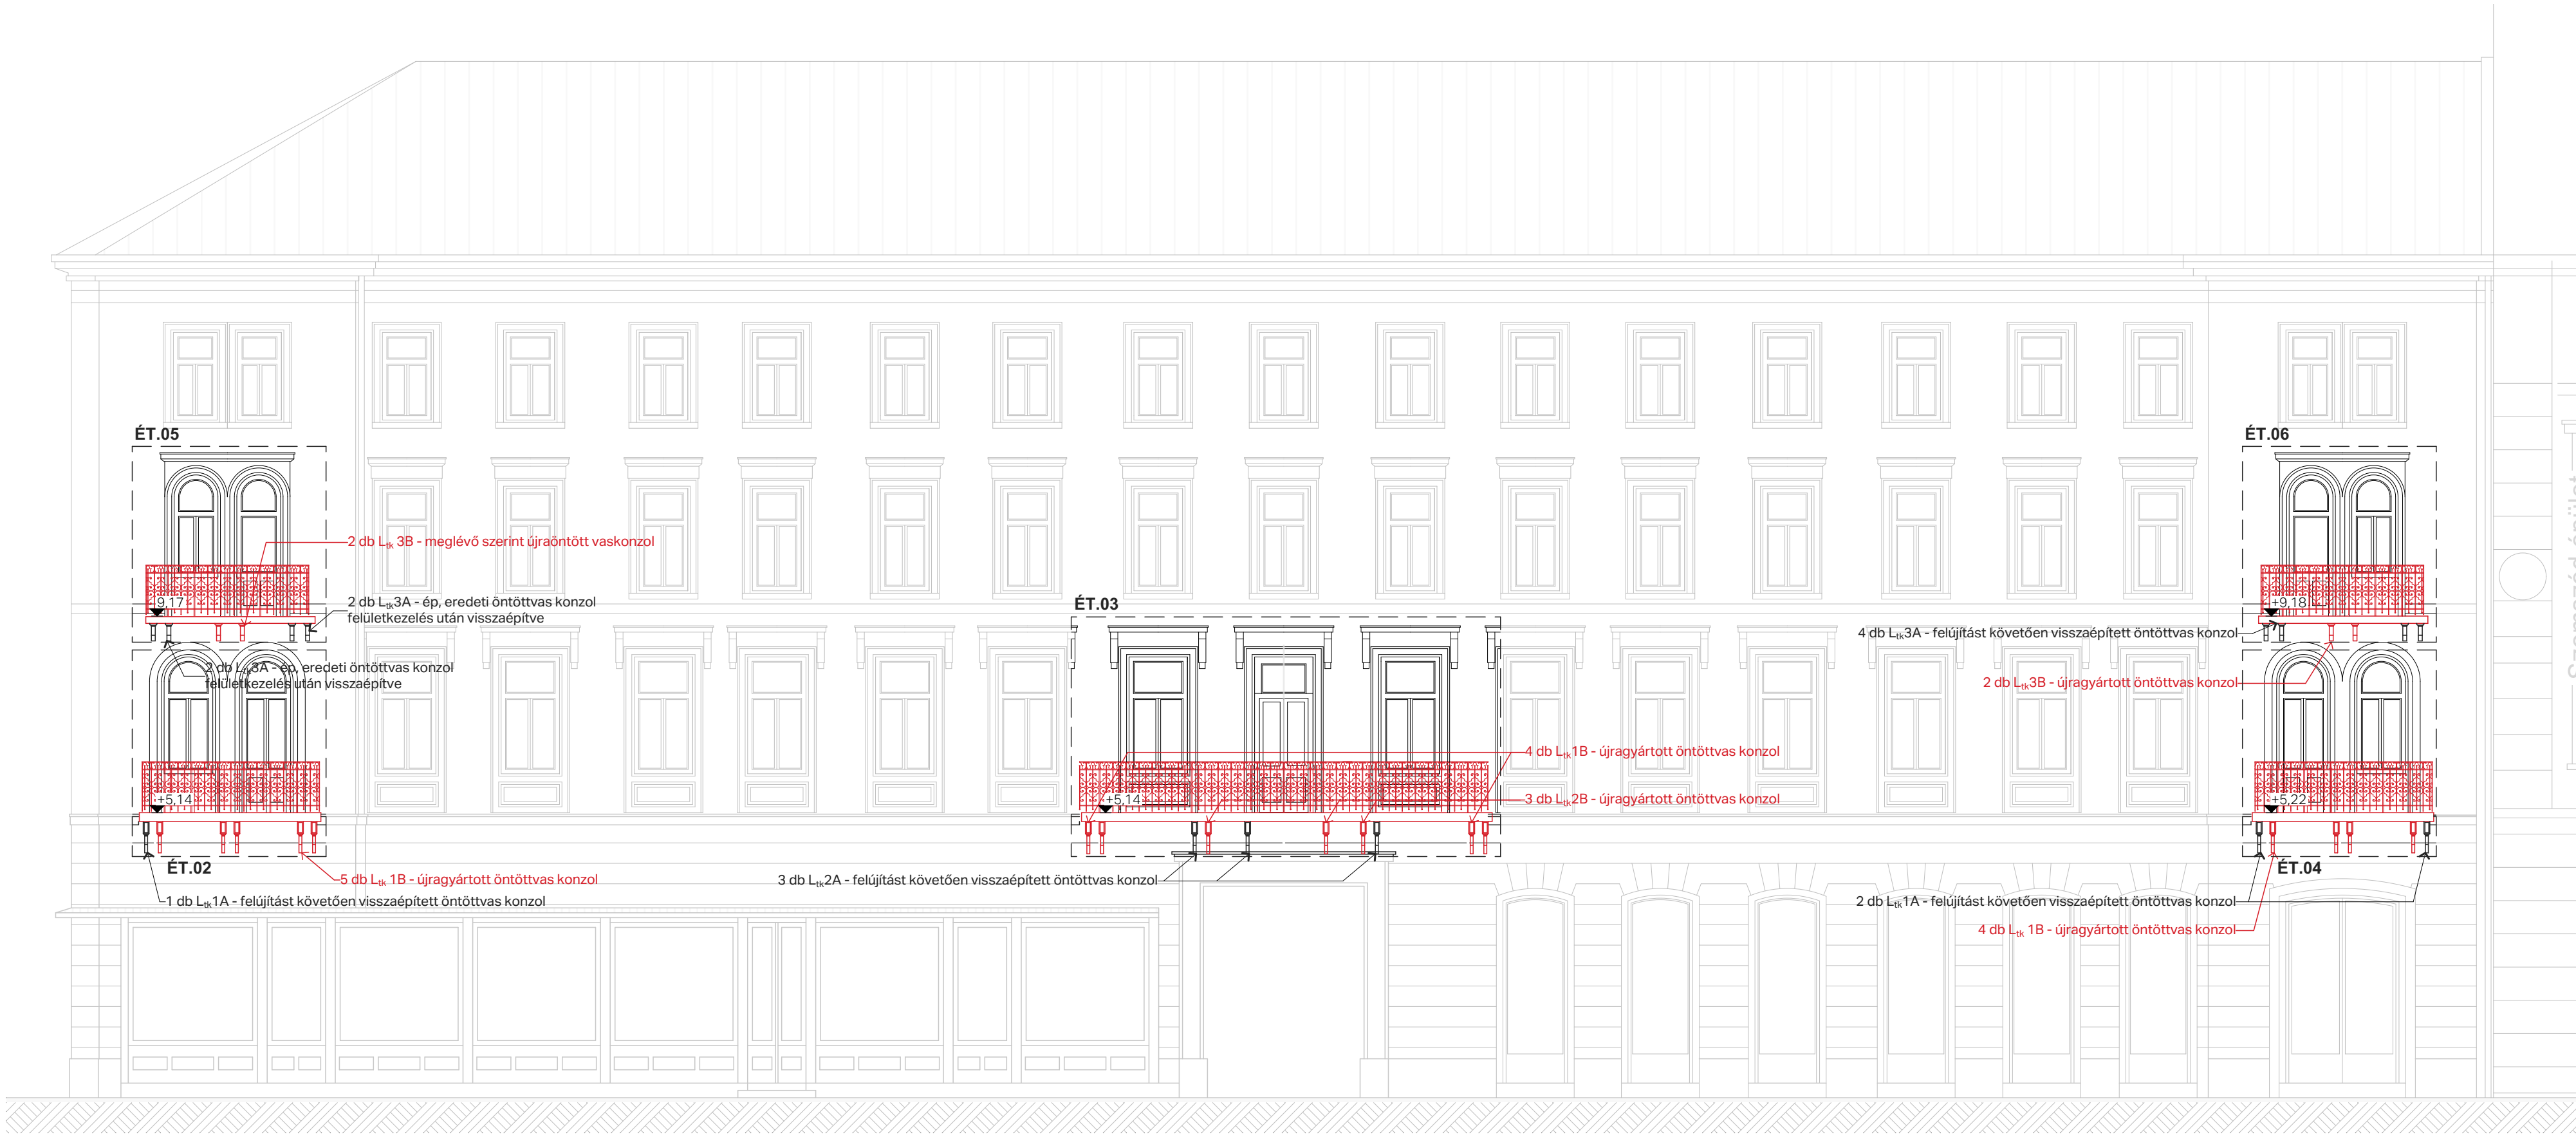 ÉT.05
ÉT.06
2 db Ltk 3B - meglévő szerint újraöntött vaskonzol
9,17
2 db Ltk3A - ép, eredeti öntöttvas konzol
felületkezelés után visszaépítve
ÉT.03
+9,18
4 db Ltk3A - felújítást követően visszaépített öntöttvas konzol
2 db Ltk3A - ép, eredeti öntöttvas konzol
felületkezelés után visszaépítve
2 db Ltk3B - újragyártott öntöttvas konzol
4 db Ltk1B - újragyártott öntöttvas konzol
+5,14
+5,14
3 db Ltk2B - újragyártott öntöttvas konzol
+5,22
ÉT.02
ÉT.04
5 db Ltk 1B - újragyártott öntöttvas konzol
3 db Ltk2A - felújítást követően visszaépített öntöttvas konzol
1 db Ltk1A - felújítást követően visszaépített öntöttvas konzol
2 db Ltk1A - felújítást követően visszaépített öntöttvas konzol
4 db Ltk 1B - újragyártott öntöttvas konzol